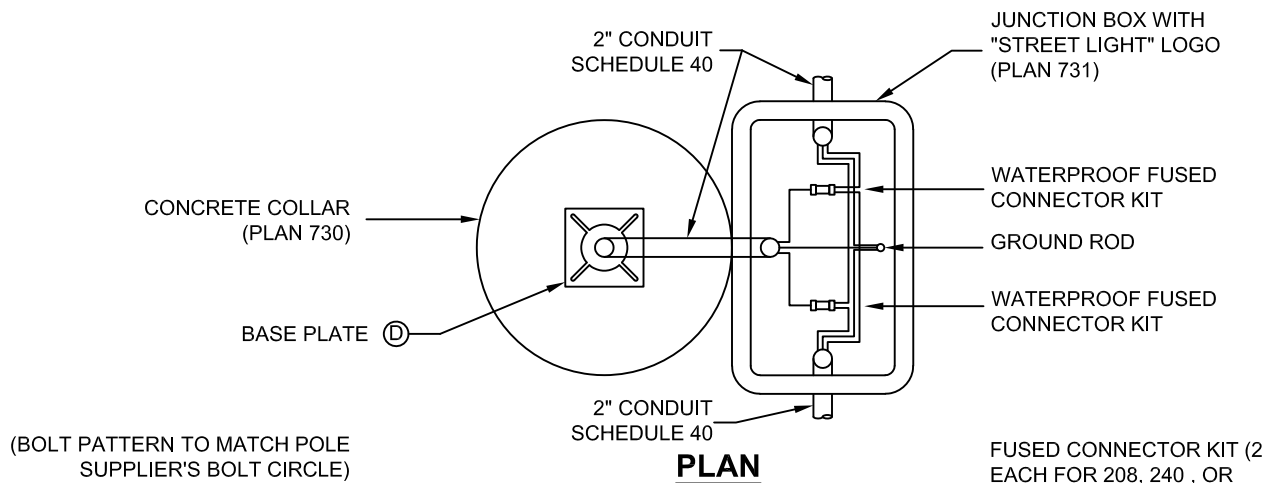 2" CONDUIT
SCHEDULE 40
JUNCTION BOX WITH
"STREET LIGHT" LOGO
(PLAN 731)
CONCRETE COLLAR
(PLAN 730)
WATERPROOF FUSED
CONNECTOR KIT
GROUND ROD
WATERPROOF FUSED
CONNECTOR KIT
BASE PLATE D
2" CONDUIT
SCHEDULE 40
(BOLT PATTERN TO MATCH POLE
SUPPLIER'S BOLT CIRCLE)
PLAN
FUSED CONNECTOR KIT (2
EACH FOR 208, 240 , OR